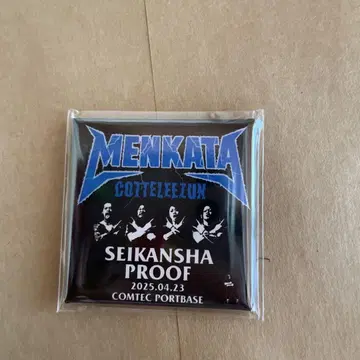 MENKATA
COTTELEEZUN
SEIKANSHA
PROOF
2025.04.23
COMTEC PORTBASE